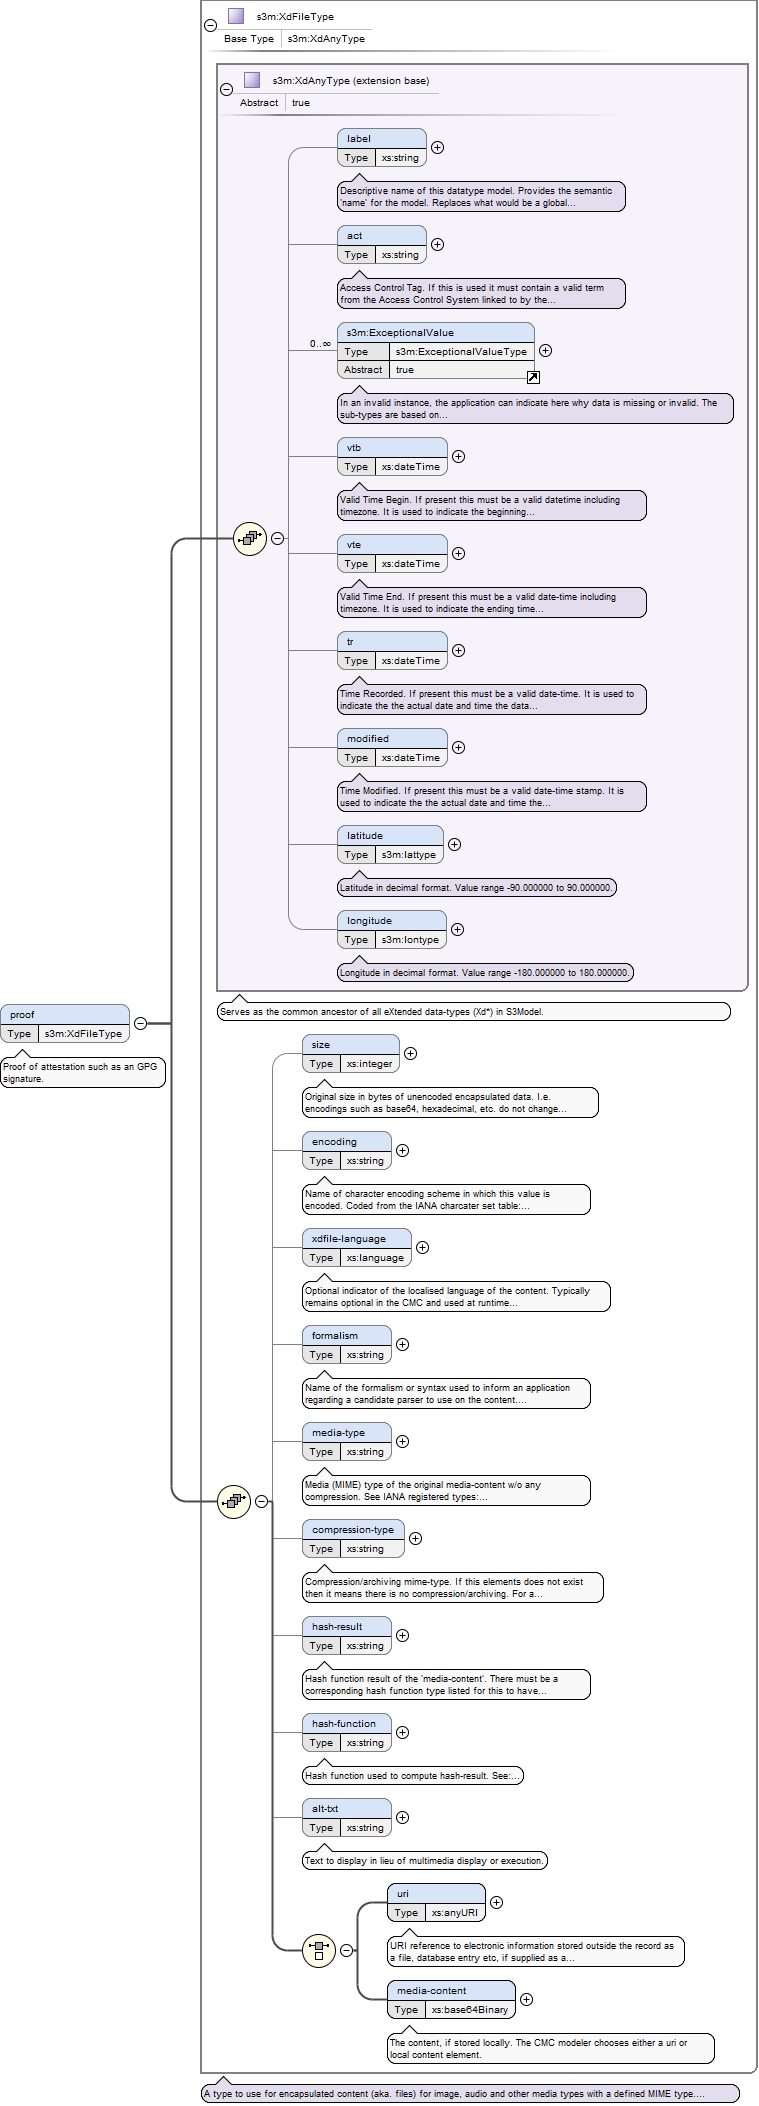 s3m:XdFileType
Base Type s3m:XdAnyType
s3m:XdAnyType (extension base)
Abstract true
label
Type xs:string
Descriptive name of this datatype model. Provides the semantic
'name' for the model. Replaces what would be a global...
act
Type xs:string
Access Control Tag. If this is used it must contain a valid term
from the Access Control System linked to by the...
0..∞
s3m:ExceptionalValue
Type s3m:ExceptionalValueType
Abstract true
In an invalid instance, the application can indicate here why data is missing or invalid. The
sub-types are based on...
vtb
Type xs:dateTime
Valid Time Begin. If present this must be a valid datetime including
timezone. It is used to indicate the beginning...
vte
Type xs:dateTime
Valid Time End. If present this must be a valid date-time including
timezone. It is used to indicate the ending time...
tr
Type xs:dateTime
Time Recorded. If present this must be a valid date-time. It is used to
indicate the the actual date and time the data...
modified
Type xs:dateTime
Time Modified. If present this must be a valid date-time stamp. It is
used to indicate the the actual date and time the...
latitude
Type s3m:lattype
Latitude in decimal format. Value range -90.000000 to 90.000000.
longitude
Type s3m:lontype
Longitude in decimal format. Value range -180.000000 to 180.000000.
Serves as the common ancestor of all eXtended data-types (Xd*) in S3Model.
proof
Type s3m:XdFileType
Proof of attestation such as an GPG
signature.
size
Type xs:integer
Original size in bytes of unencoded encapsulated data. I.e.
encodings such as base64, hexadecimal, etc. do not change...
encoding
Type xs:string
Name of character encoding scheme in which this value is
encoded. Coded from the IANA charcater set table:...
xdfile-language
Type xs:language
Optional indicator of the localised language of the content. Typically
remains optional in the CMC and used at runtime...
formalism
Type xs:string
Name of the formalism or syntax used to inform an application
regarding a candidate parser to use on the content....
media-type
Type xs:string
Media (MIME) type of the original media-content w/o any
compression. See IANA registered types:...
compression-type
Type xs:string
Compression/archiving mime-type. If this elements does not exist
then it means there is no compression/archiving. For a...
hash-result
Type xs:string
Hash function result of the 'media-content'. There must be a
corresponding hash function type listed for this to have...
hash-function
Type xs:string
Hash function used to compute hash-result. See:...
alt-txt
Type xs:string
Text to display in lieu of multimedia display or execution.
uri
Type xs:anyURI
URI reference to electronic information stored outside the record as
a file, database entry etc, if supplied as a...
media-content
Type xs:base64Binary
The content, if stored locally. The CMC modeler chooses either a uri or
local content element.
A type to use for encapsulated content (aka. files) for image, audio and other media types with a defined MIME type....